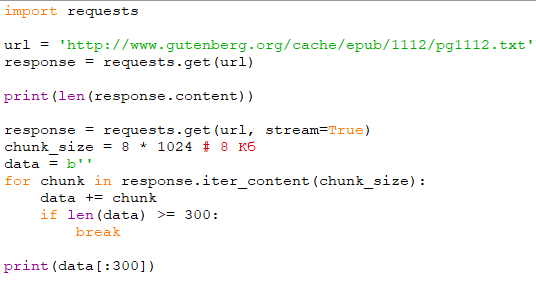 import requests

url = 'http://www.gutenberg.org/cache/epub/1112/pg1112.txt'
response = requests.get(url)

print(len(response.content))

response = requests.get(url, stream=True)
chunk_size = 8 * 1024 # 8 Кб
data = b''
for chunk in response.iter_content(chunk_size):
    data += chunk
    if len(data) >= 300:
        break

print(data[:300])